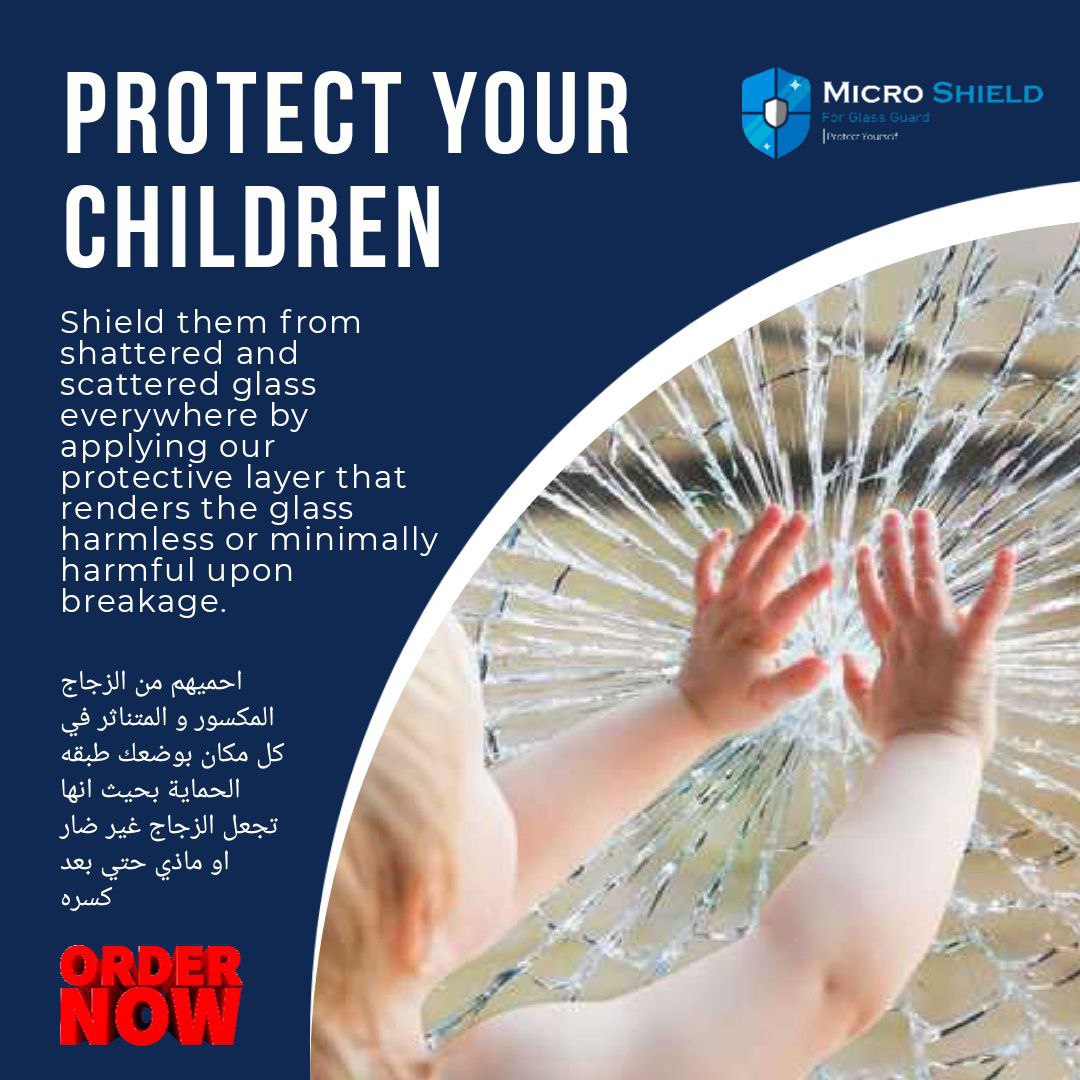 PROTECT YOUR
CHILDREN
MICRO SHIELD
For Glass Guard
Protect Yourself
Shield them from
shattered and
scattered glass
everywhere by
applying our
protective layer that
renders the glass
harmless or minimally
harmful upon
breakage.
احميهم من الزجاج
المكسور و المتناثر في
كل مكان بوضعك طبقه
الحماية بحيث انها
تجعل الزجاج غير ضار
او ماذي حتي بعد
كسره
ORDER
NOW